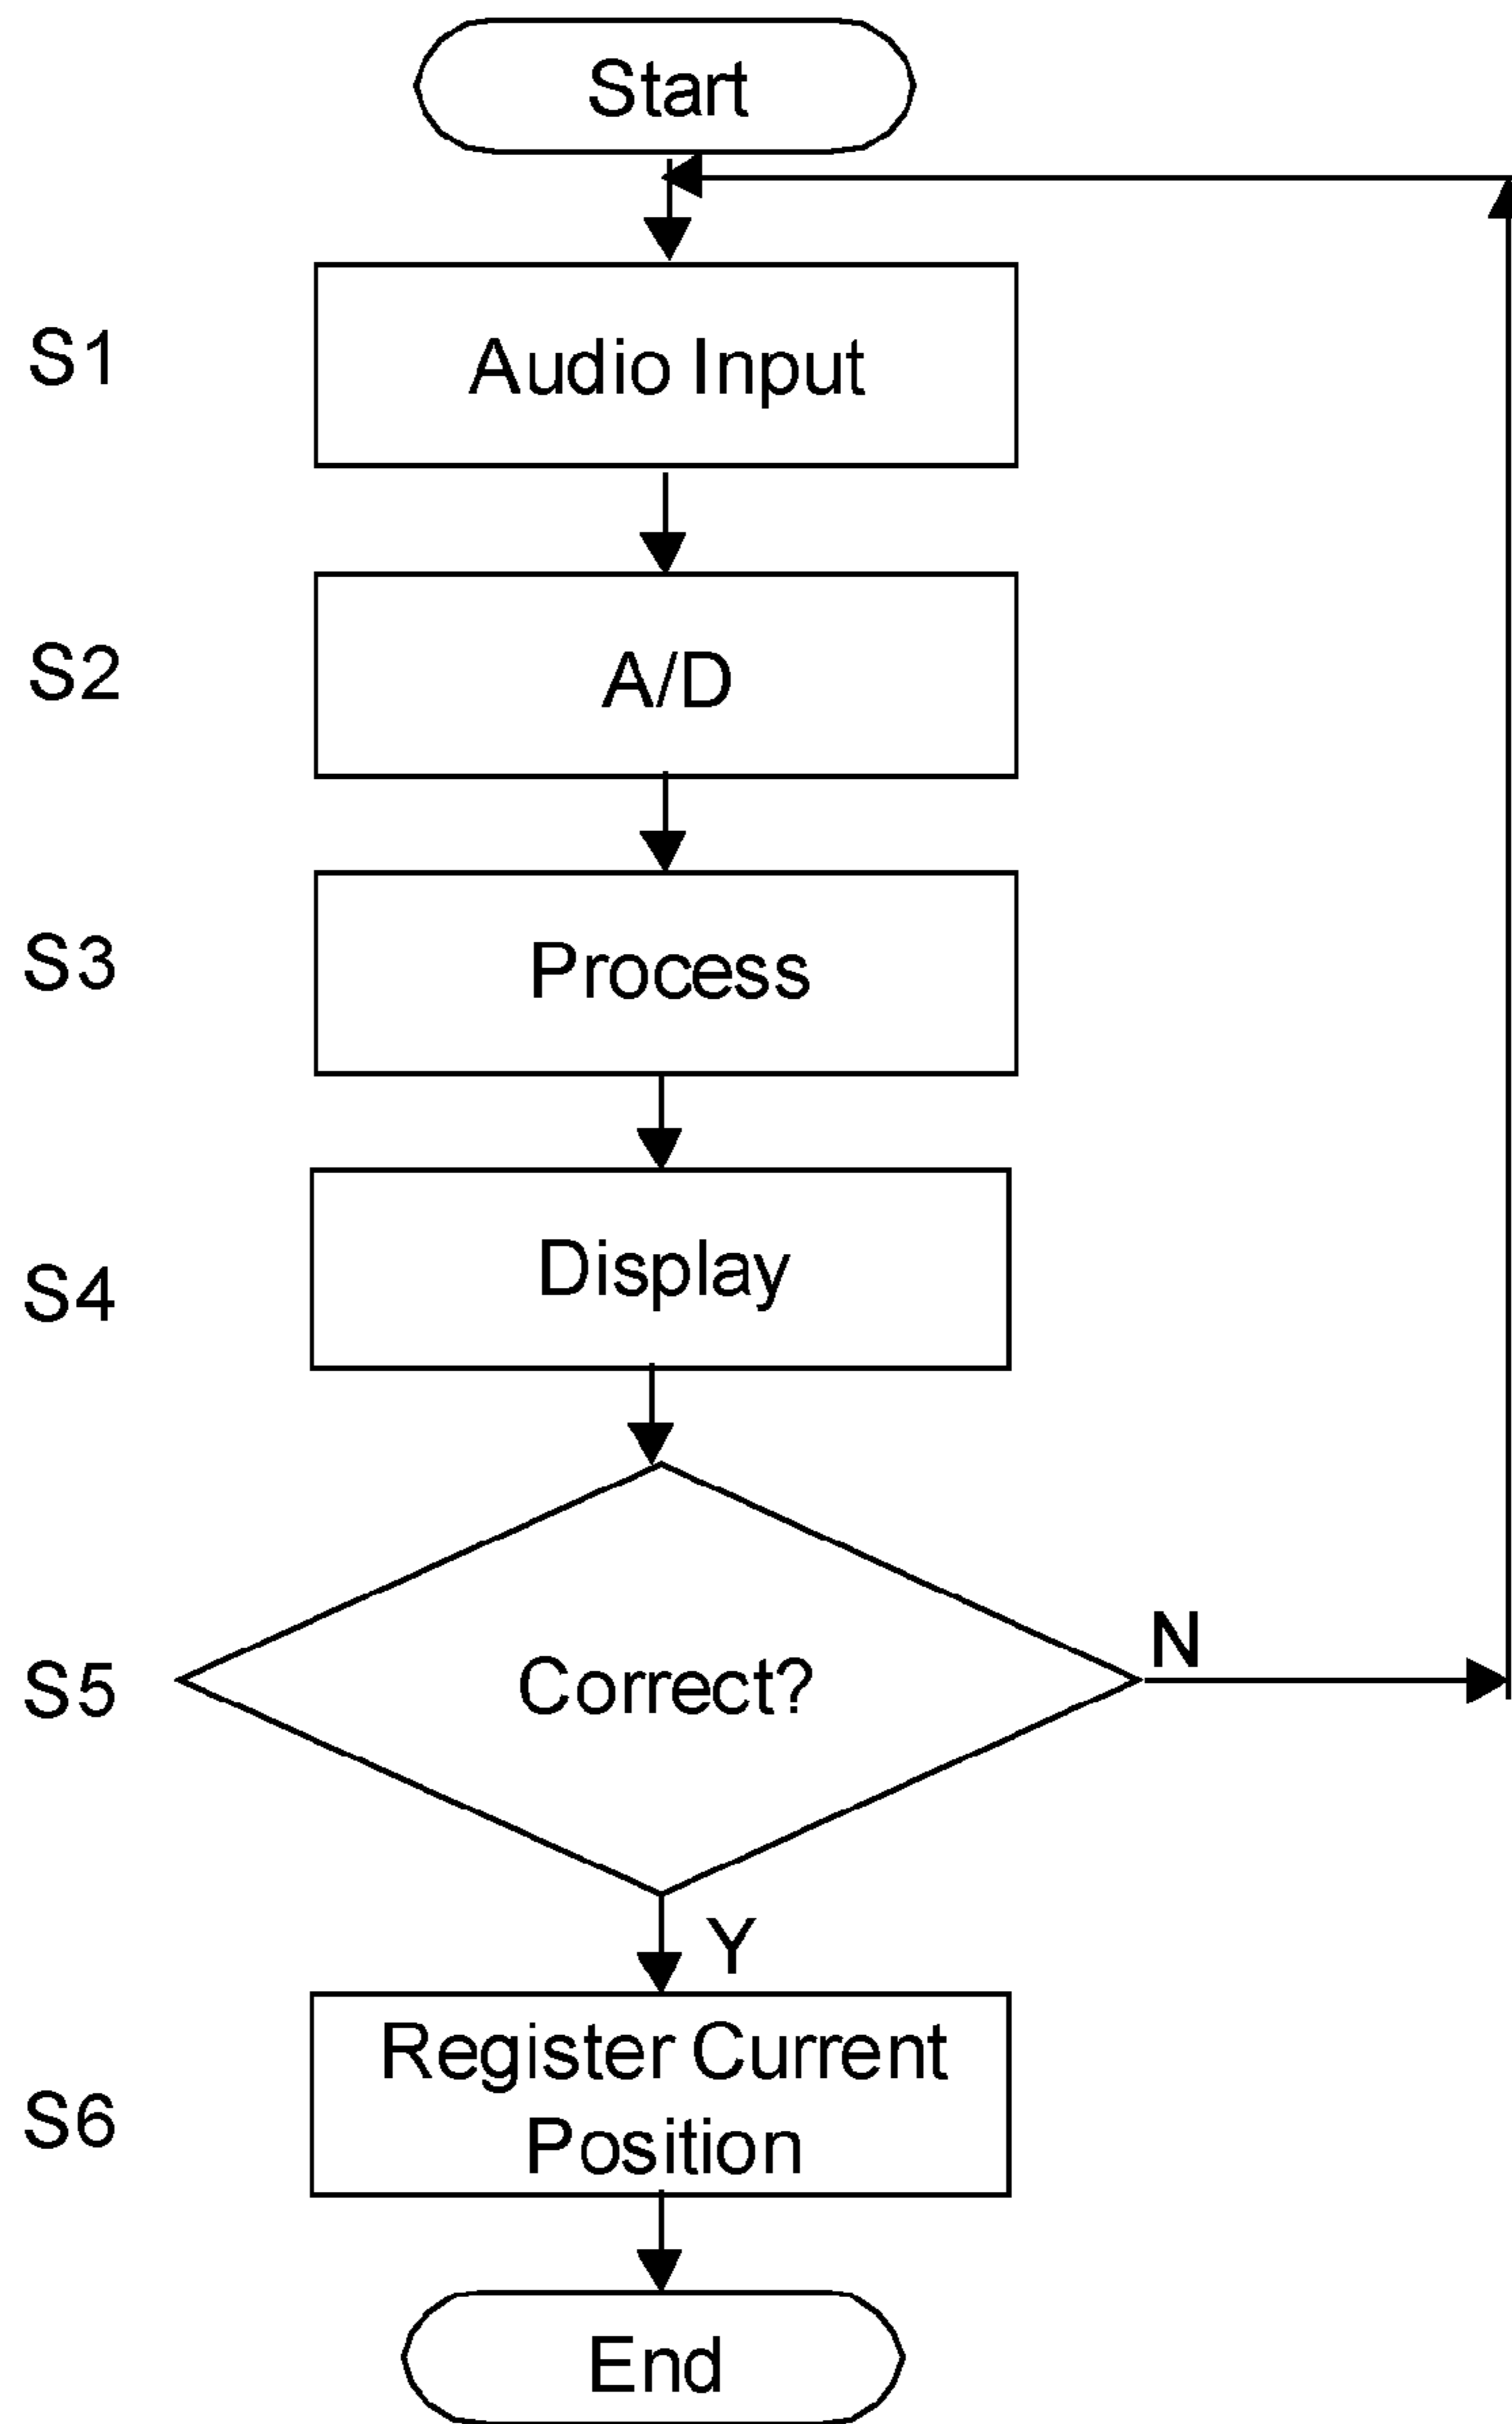 Start
S1
Audio Input
S2
A/D
S3
Process
S4
Display
S5
Correct?
N
Y
S6
Register Current
Position
End